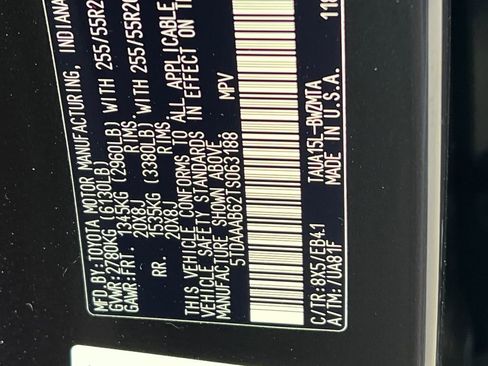 MFD.BY:TOYOTA MOTOR MANUFACTURING, INDIANA
GVWR:2780KG (6130LB)
GAWR:FRT. 1345KG (2960LB) WITH 255/55R20
20X8J RIMS,
RR. 1535KG (3380LB) WITH 255/55R20
20X8J RIMS,
THIS VEHICLE CONFORMS TO ALL APPLICABLE
VEHICLE SAFETY STANDARDS IN EFFECT ON THE
MANUFACTURE SHOWN ABOVE.
5TDAAAB62TS063188 MPV
C/TR:8X5/EB41 TAUA15L-BWZMTA
A/TM:/UA81F MADE IN U.S.A.